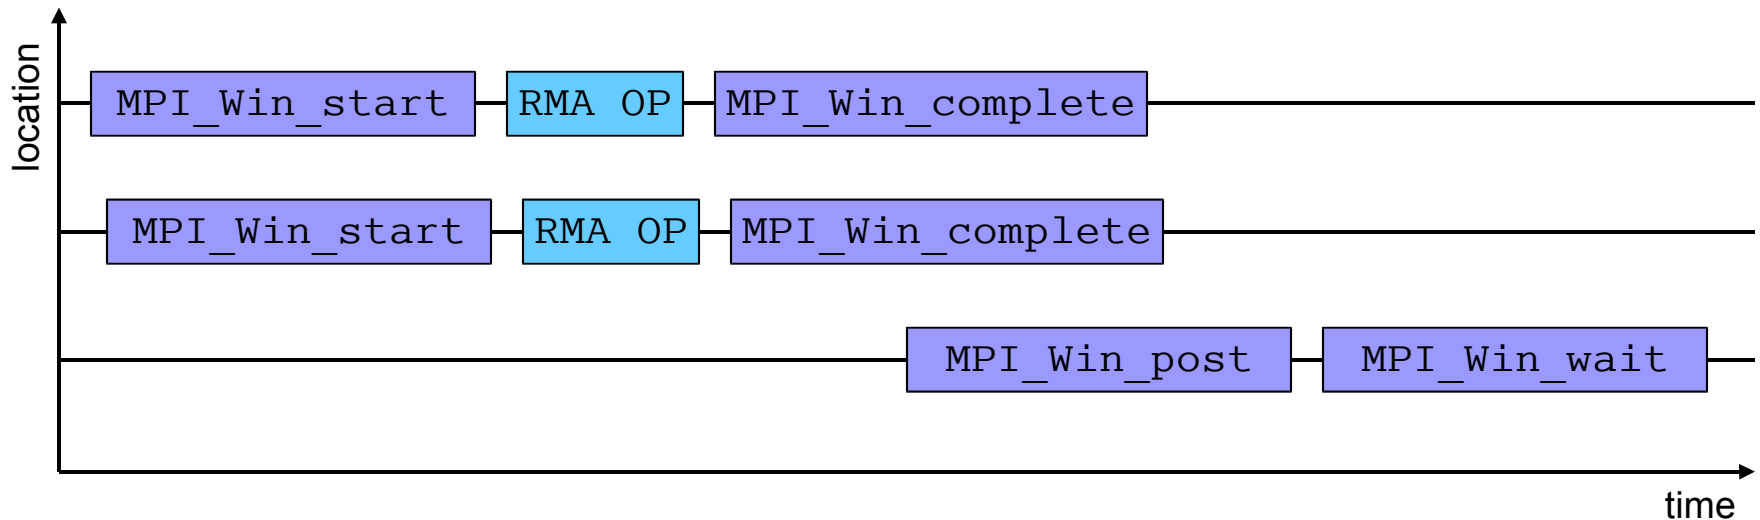 location
MPI_Win_start RMA OP MPI_Win_complete
MPI_Win_start RMA OP MPI_Win_complete
MPI_Win_post MPI_Win_wait
time